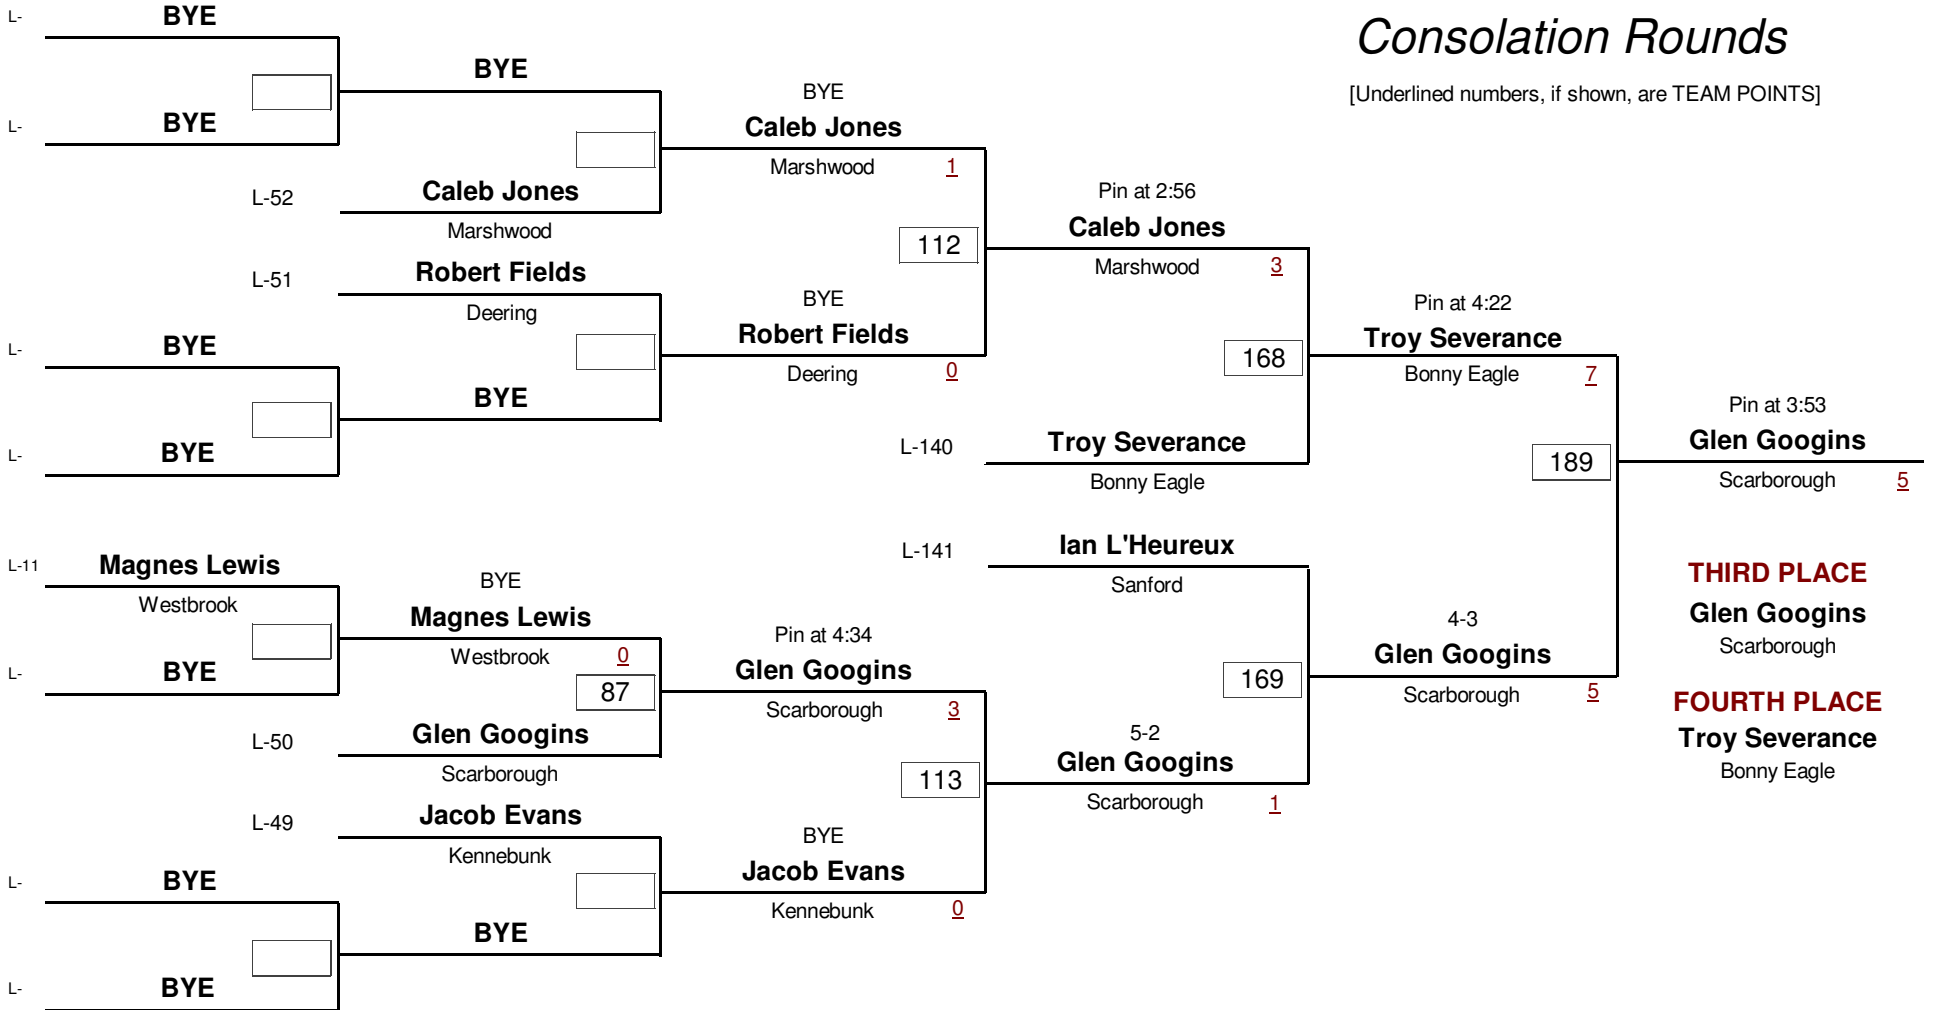 Consolation Rounds
[Underlined numbers, if shown, are TEAM POINTS]
L-
BYE
L-
BYE
BYE
L-52
Caleb Jones
Marshwood
L-51
Robert Fields
Deering
L-
BYE
L-
BYE
BYE
BYE
Caleb Jones
Marshwood
1
BYE
Robert Fields
Deering
0
112
Pin at 2:56
Caleb Jones
Marshwood
3
L-140
Troy Severance
Bonny Eagle
168
Pin at 4:22
Troy Severance
Bonny Eagle
7
L-11
Magnes Lewis
Westbrook
L-
BYE
BYE
Magnes Lewis
Westbrook
0
87
L-50
Glen Googins
Scarborough
L-49
Jacob Evans
Kennebunk
L-
BYE
L-
BYE
BYE
Pin at 4:34
Glen Googins
Scarborough
3
BYE
Jacob Evans
Kennebunk
0
113
L-141
Ian L'Heureux
Sanford
5-2
Glen Googins
Scarborough
1
169
4-3
Glen Googins
Scarborough
5
189
Pin at 3:53
Glen Googins
Scarborough
5
THIRD PLACE
Glen Googins
Scarborough
FOURTH PLACE
Troy Severance
Bonny Eagle